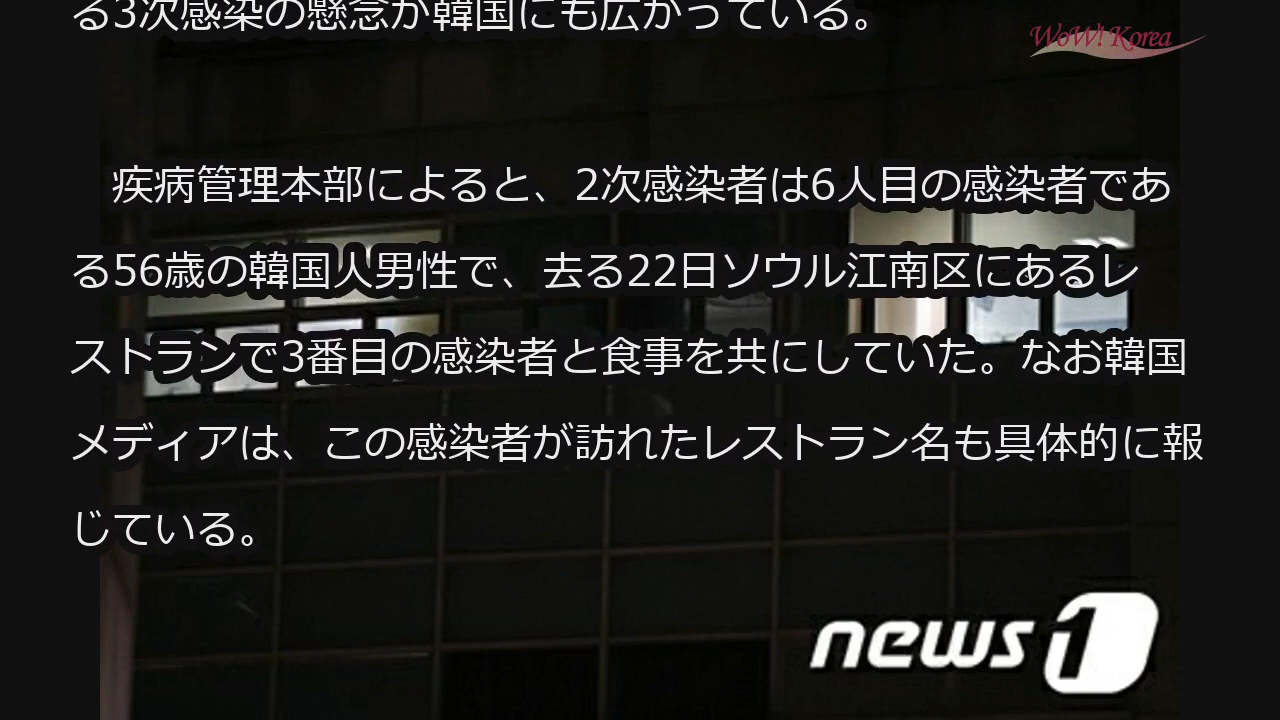 る3次感染の懸念が韓国にも広がっている。
WoW! Korea
疾病管理本部によると、2次感染者は6人目の感染者であ
る56歳の韓国人男性で、去る22日ソウル江南区にあるレ
ストランで3番目の感染者と食事を共にしていた。なお韓国
メディアは、この感染者が訪れたレストラン名も具体的に報
じている。
news1